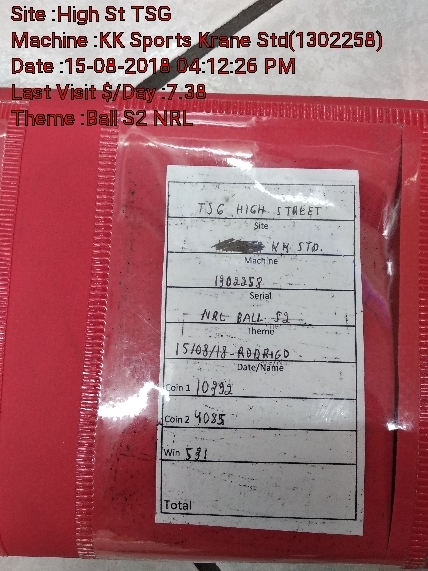 Site :High St TSG
Machine :KK Sports Krane Std(1302258)
Date :15-08-2018 04:12:26 PM
Last Visit $/Day :7.38
Theme :Ball S2 NRL
TSG HIGH STREET
Site
KK STD.
Machine
1302258
Serial
NRL BALL S2
Theme
15/08/18-RODRIGO
Date/Name
Coin 1 10892
Coin 2 4085
Win 581
Total